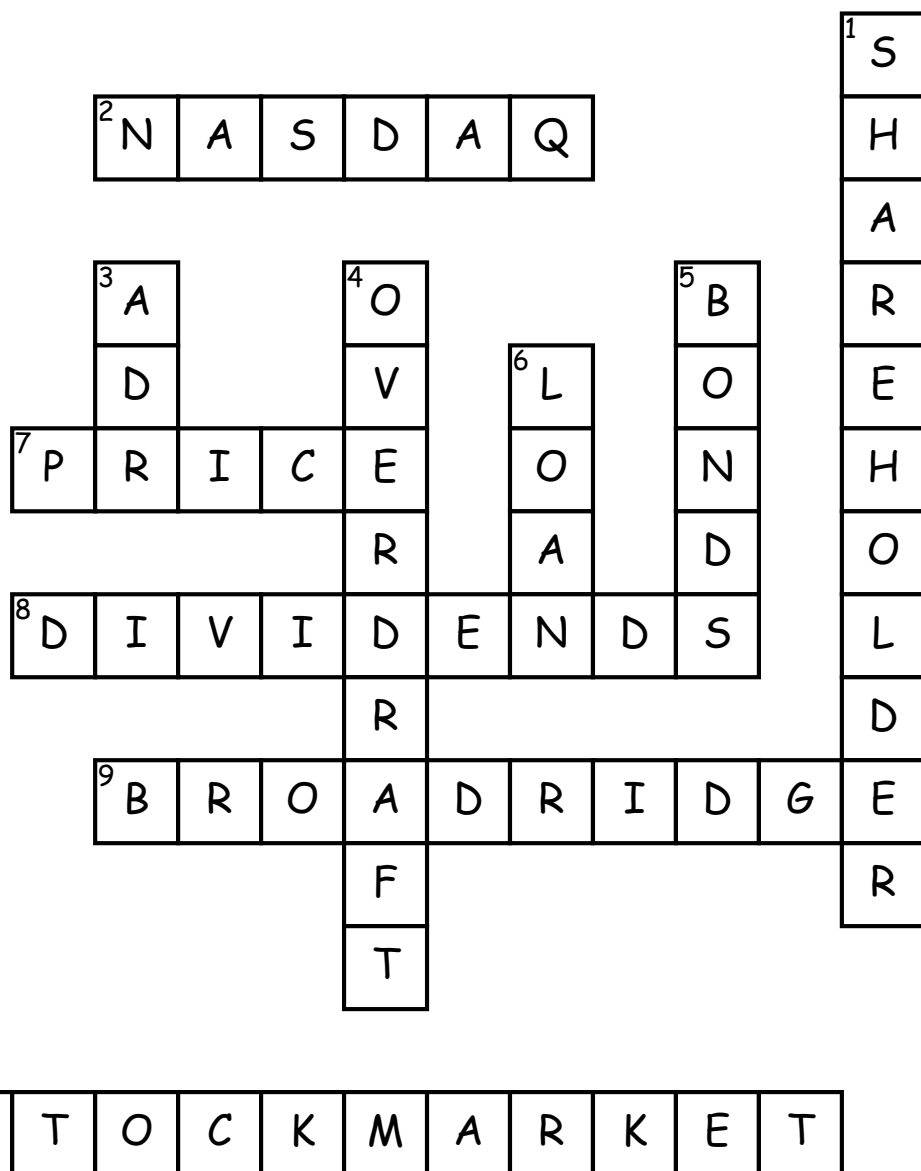 1 S
2 N A S D A Q H
A
3 A 4 O 5 B R
D V 6 L O E
7 P R I C E O N H
R A D O
8 D I V I D E N D S L
R D
9 B R O A D R I D G E
F R
T
T O C K M A R K E T